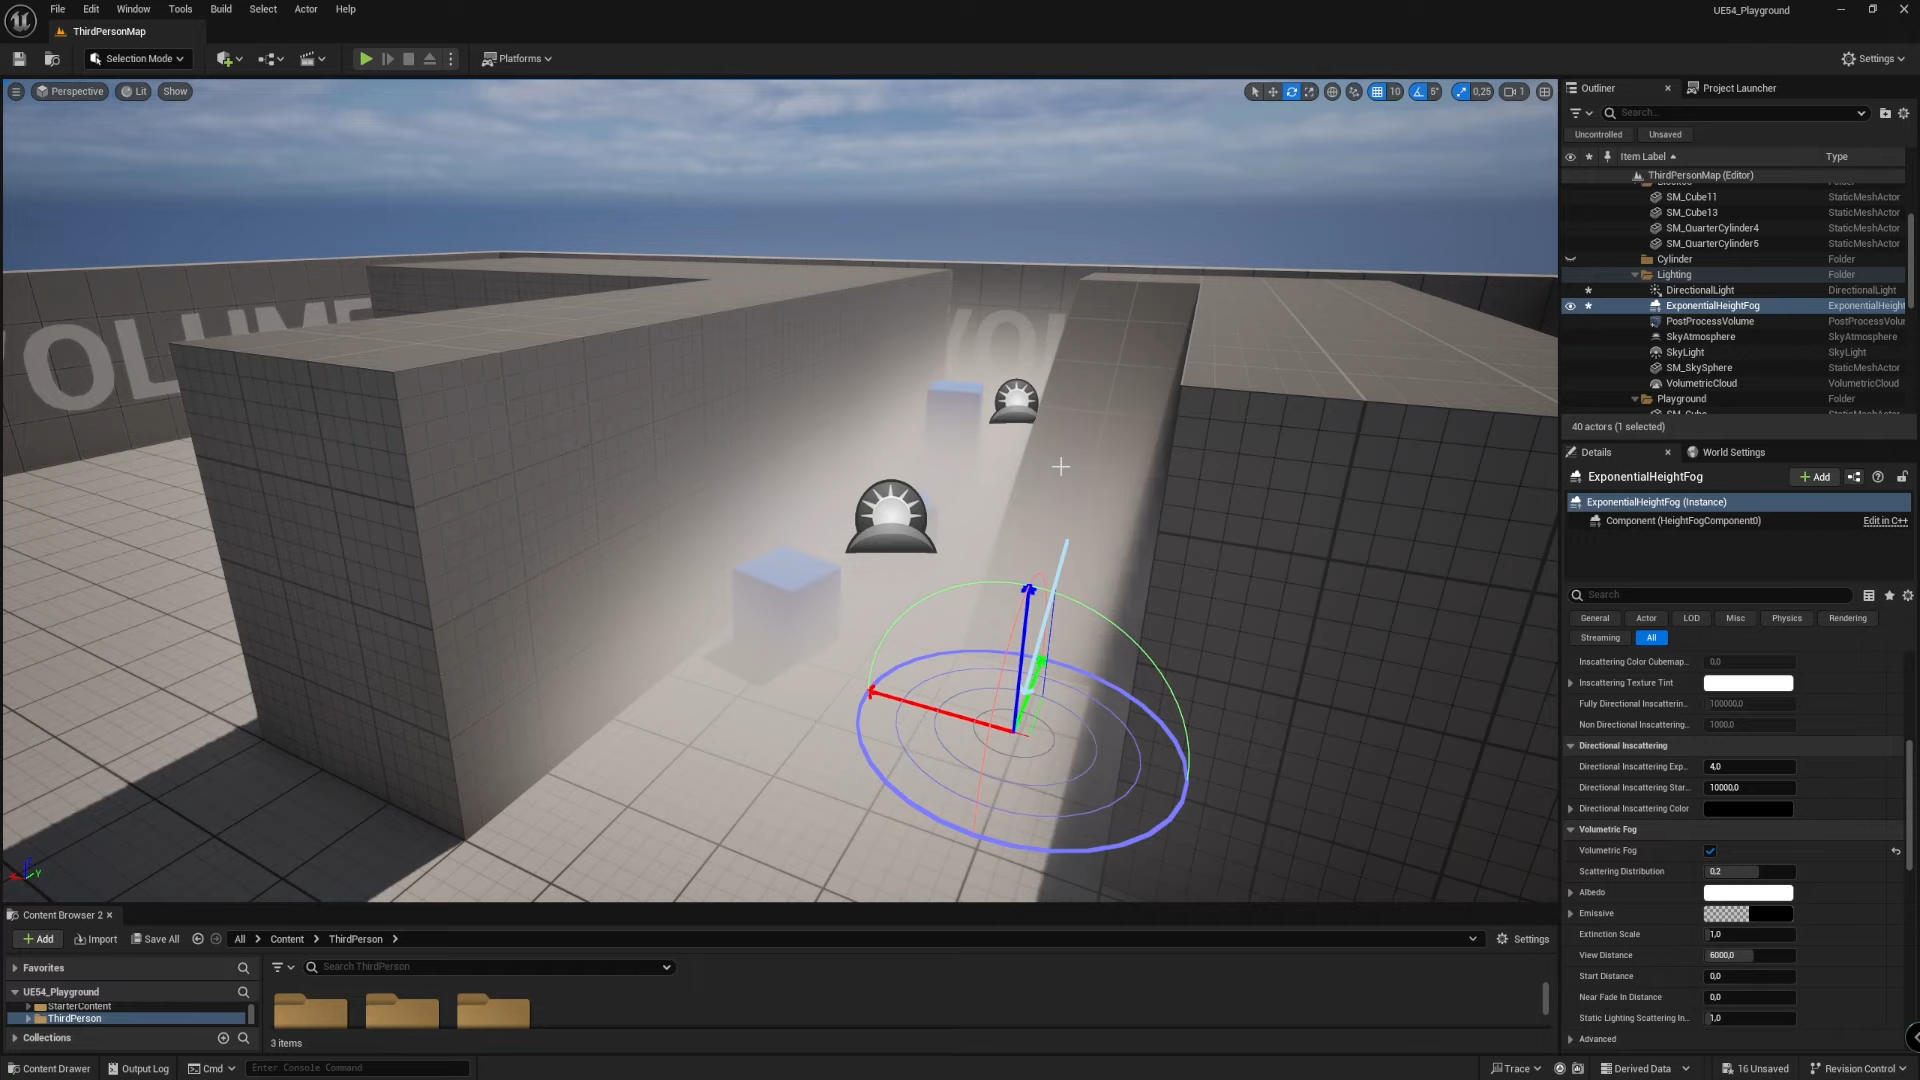 File Edit Window Tools Build Select Actor Help
UE54_Playground
ThirdPersonMap
Selection Mode
Platforms
Settings
Perspective
Lit
Show
10
5°
0,25
1
VOLUME
VOLU
Outliner
Project Launcher
Search...
Uncontrolled
Unsaved
Item Label
Type
ThirdPersonMap (Editor)
SM_Cube11 StaticMeshActor
SM_Cube13 StaticMeshActor
SM_QuarterCylinder4 StaticMeshActor
SM_QuarterCylinder5 StaticMeshActor
Cylinder Folder
Lighting Folder
DirectionalLight DirectionalLight
ExponentialHeightFog ExponentialHeight
PostProcessVolume PostProcessVolu
SkyAtmosphere SkyAtmosphere
SkyLight SkyLight
SM_SkySphere StaticMeshActor
VolumetricCloud VolumetricCloud
Playground Folder
40 actors (1 selected)
Details
World Settings
ExponentialHeightFog
Add
ExponentialHeightFog (Instance)
Component (HeightFogComponent0)
Edit in C++
Search
General Actor LOD Misc Physics Rendering
Streaming All
Inscattering Color Cubemap... 0,0
Inscattering Texture Tint
Fully Directional Inscatterin... 100000,0
Non Directional Inscattering... 1000,0
Directional Inscattering
Directional Inscattering Exp... 4,0
Directional Inscattering Star... 10000,0
Directional Inscattering Color
Volumetric Fog
Volumetric Fog
Scattering Distribution 0,2
Albedo
Emissive
Extinction Scale 1,0
View Distance 6000,0
Start Distance 0,0
Near Fade In Distance 0,0
Static Lighting Scattering In... 1,0
Advanced
Content Browser 2
Add
Import
Save All
All
Content
ThirdPerson
Settings
Favorites
Search ThirdPerson
UE54_Playground
StarterContent
ThirdPerson
Collections
3 items
Content Drawer
Output Log
Cmd
Enter Console Command
Trace
Derived Data
16 Unsaved
Revision Control